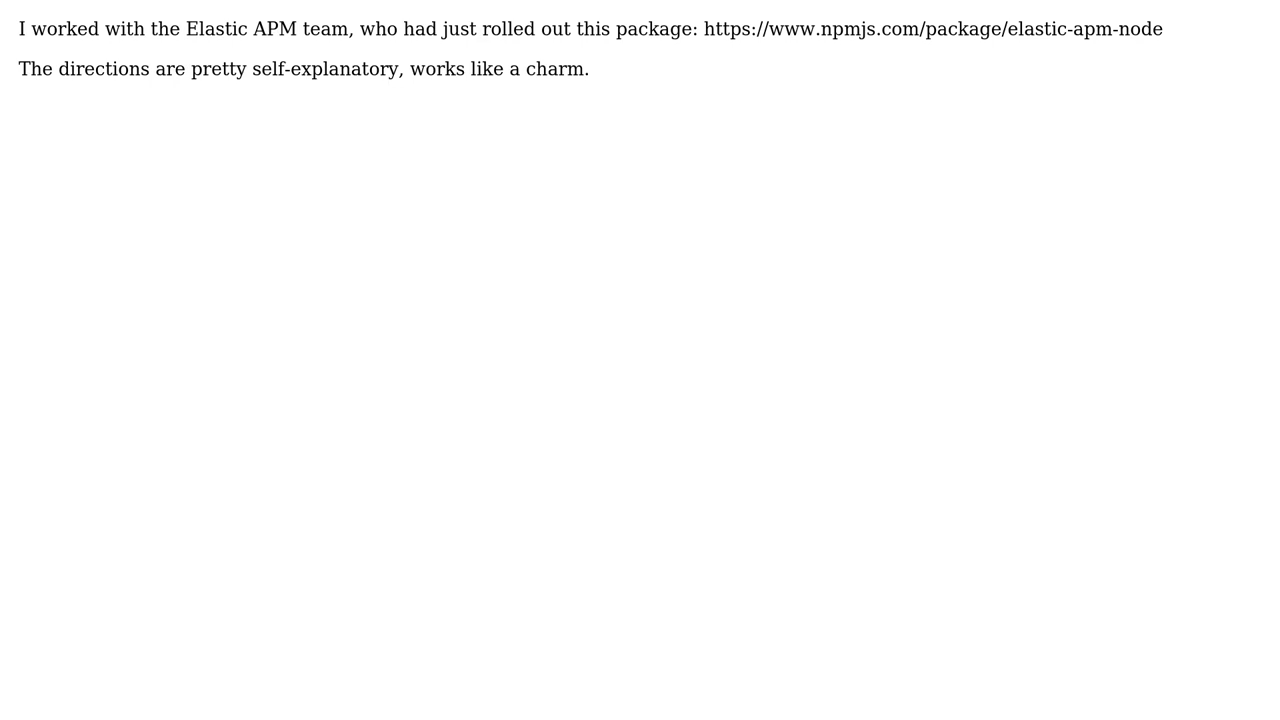 I worked with the Elastic APM team, who had just rolled out this package: https://www.npmjs.com/package/elastic-apm-node
The directions are pretty self-explanatory, works like a charm.